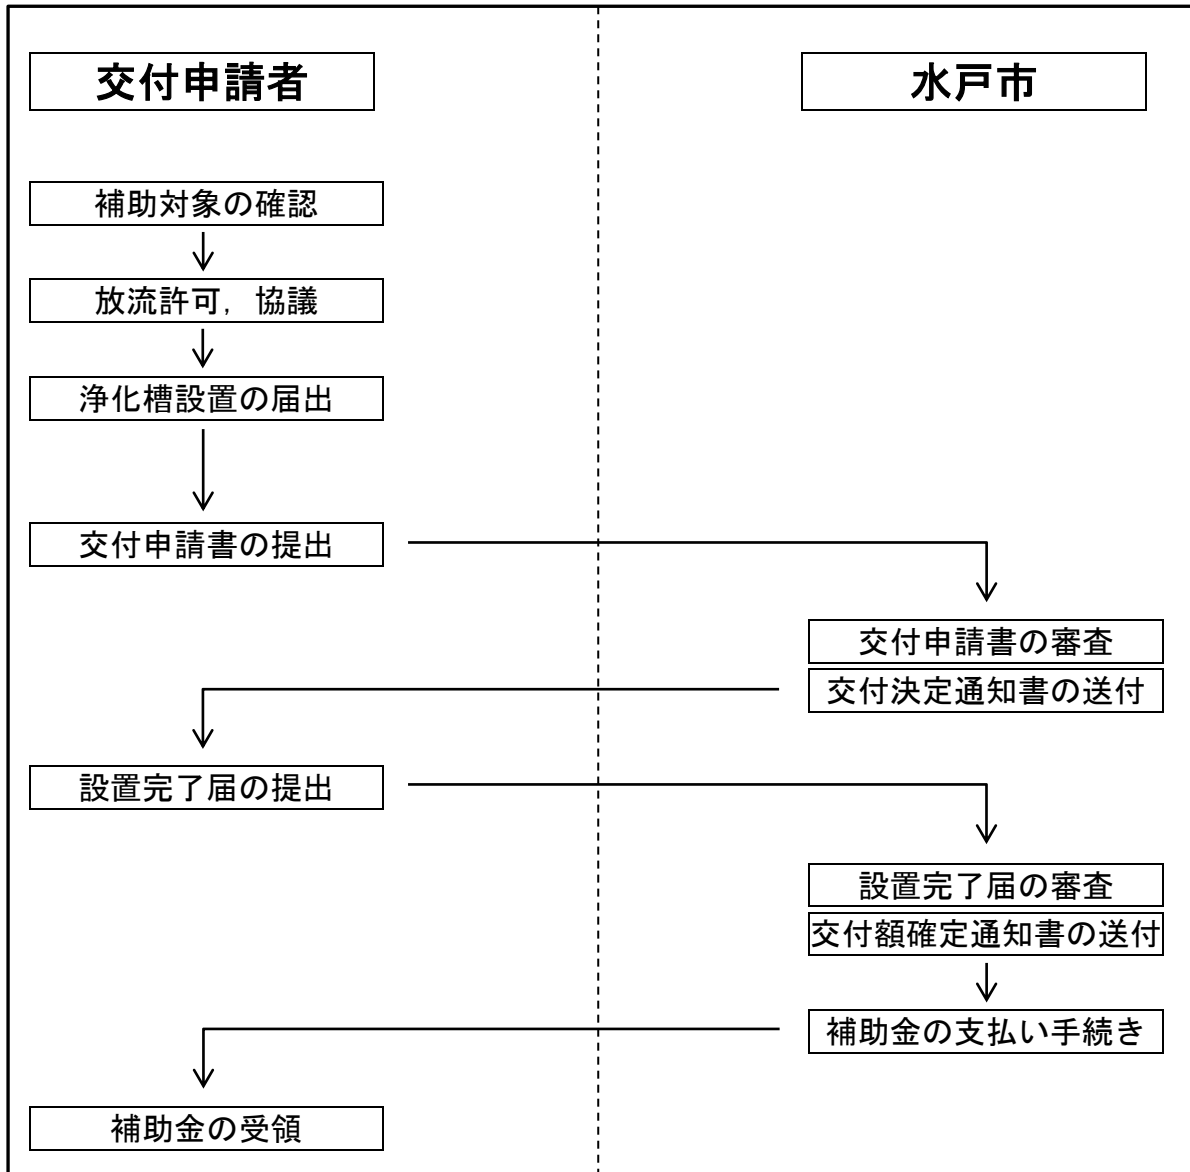 交付申請者
水戸市
補助対象の確認
放流許可，協議
浄化槽設置の届出
交付申請書の提出
交付申請書の審査
交付決定通知書の送付
設置完了届の提出
設置完了届の審査
交付額確定通知書の送付
補助金の支払い手続き
補助金の受領